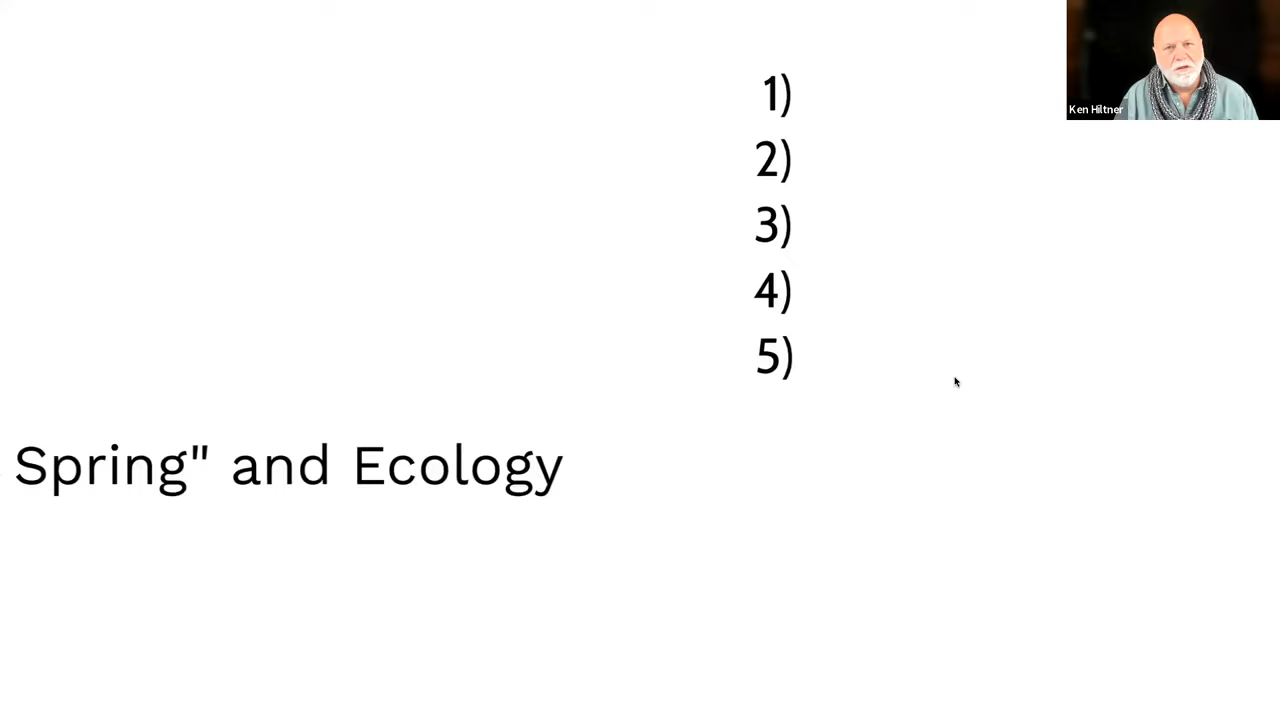 1)
2)
3)
4)
5)
Spring" and Ecology
Ken Hiltner